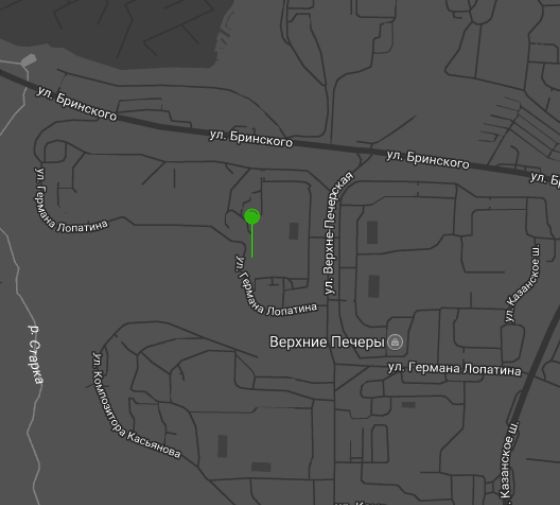 ул. Бринского
ул. Бринского
ул. Бринского
ул. Германа Лопатина
ул. Верхне-Печерская
ул. Германа Лопатина
ул. Казанское ш.
р. Старка
Верхние Печеры
ул. Германа Лопатина
ул. Композитора Касьянова
. Казанское ш.